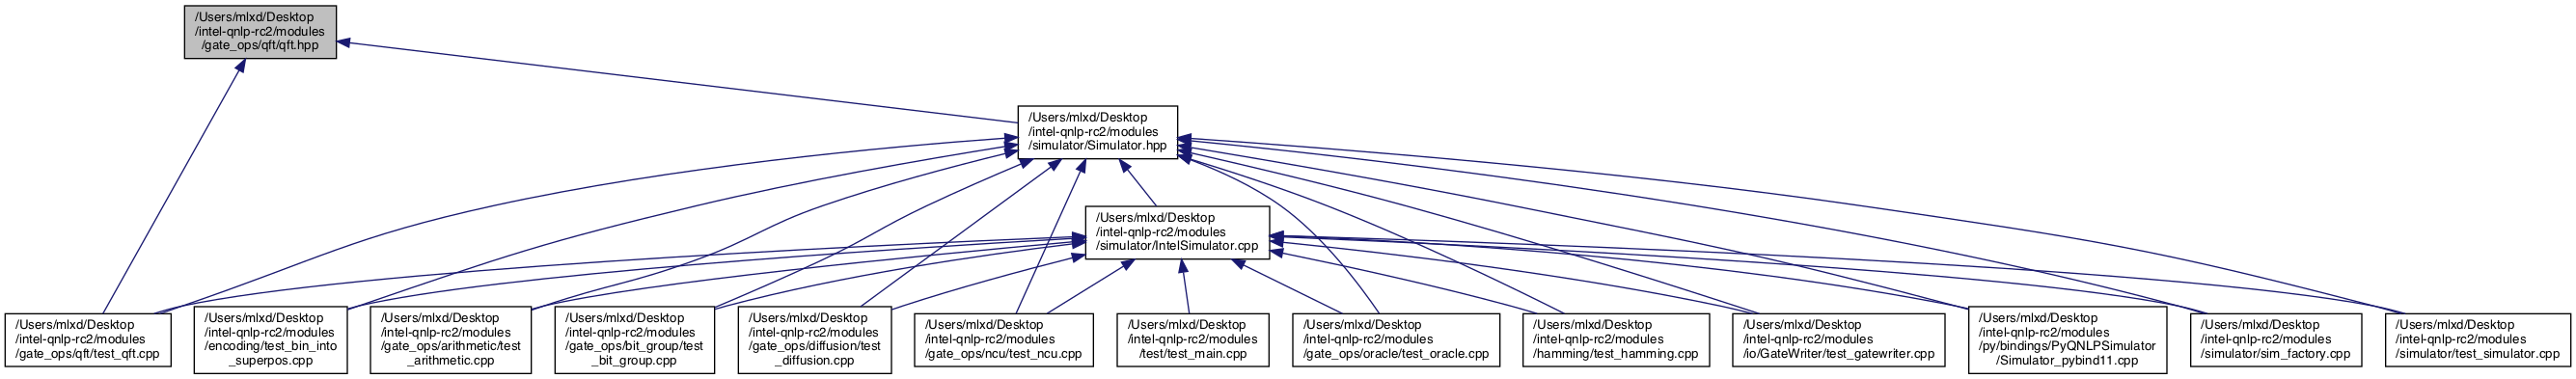 /Users/mlxd/Desktop
/intel-qnlp-rc2/modules
/gate_ops/qft/qft.hpp
/Users/mlxd/Desktop
/intel-qnlp-rc2/modules
/simulator/Simulator.hpp
/Users/mlxd/Desktop
/intel-qnlp-rc2/modules
/simulator/IntelSimulator.cpp
/Users/mlxd/Desktop
/intel-qnlp-rc2/modules
/gate_ops/qft/test_qft.cpp
/Users/mlxd/Desktop
/intel-qnlp-rc2/modules
/encoding/test_bin_into
_superpos.cpp
/Users/mlxd/Desktop
/intel-qnlp-rc2/modules
/gate_ops/arithmetic/test
_arithmetic.cpp
/Users/mlxd/Desktop
/intel-qnlp-rc2/modules
/gate_ops/bit_group/test
_bit_group.cpp
/Users/mlxd/Desktop
/intel-qnlp-rc2/modules
/gate_ops/diffusion/test
_diffusion.cpp
/Users/mlxd/Desktop
/intel-qnlp-rc2/modules
/gate_ops/ncu/test_ncu.cpp
/Users/mlxd/Desktop
/intel-qnlp-rc2/modules
/test/test_main.cpp
/Users/mlxd/Desktop
/intel-qnlp-rc2/modules
/gate_ops/oracle/test_oracle.cpp
/Users/mlxd/Desktop
/intel-qnlp-rc2/modules
/hamming/test_hamming.cpp
/Users/mlxd/Desktop
/intel-qnlp-rc2/modules
/io/GateWriter/test_gatewriter.cpp
/Users/mlxd/Desktop
/intel-qnlp-rc2/modules
/py/bindings/PyQNLPSimulator
/Simulator_pybind11.cpp
/Users/mlxd/Desktop
/intel-qnlp-rc2/modules
/simulator/sim_factory.cpp
/Users/mlxd/Desktop
/intel-qnlp-rc2/modules
/simulator/test_simulator.cpp